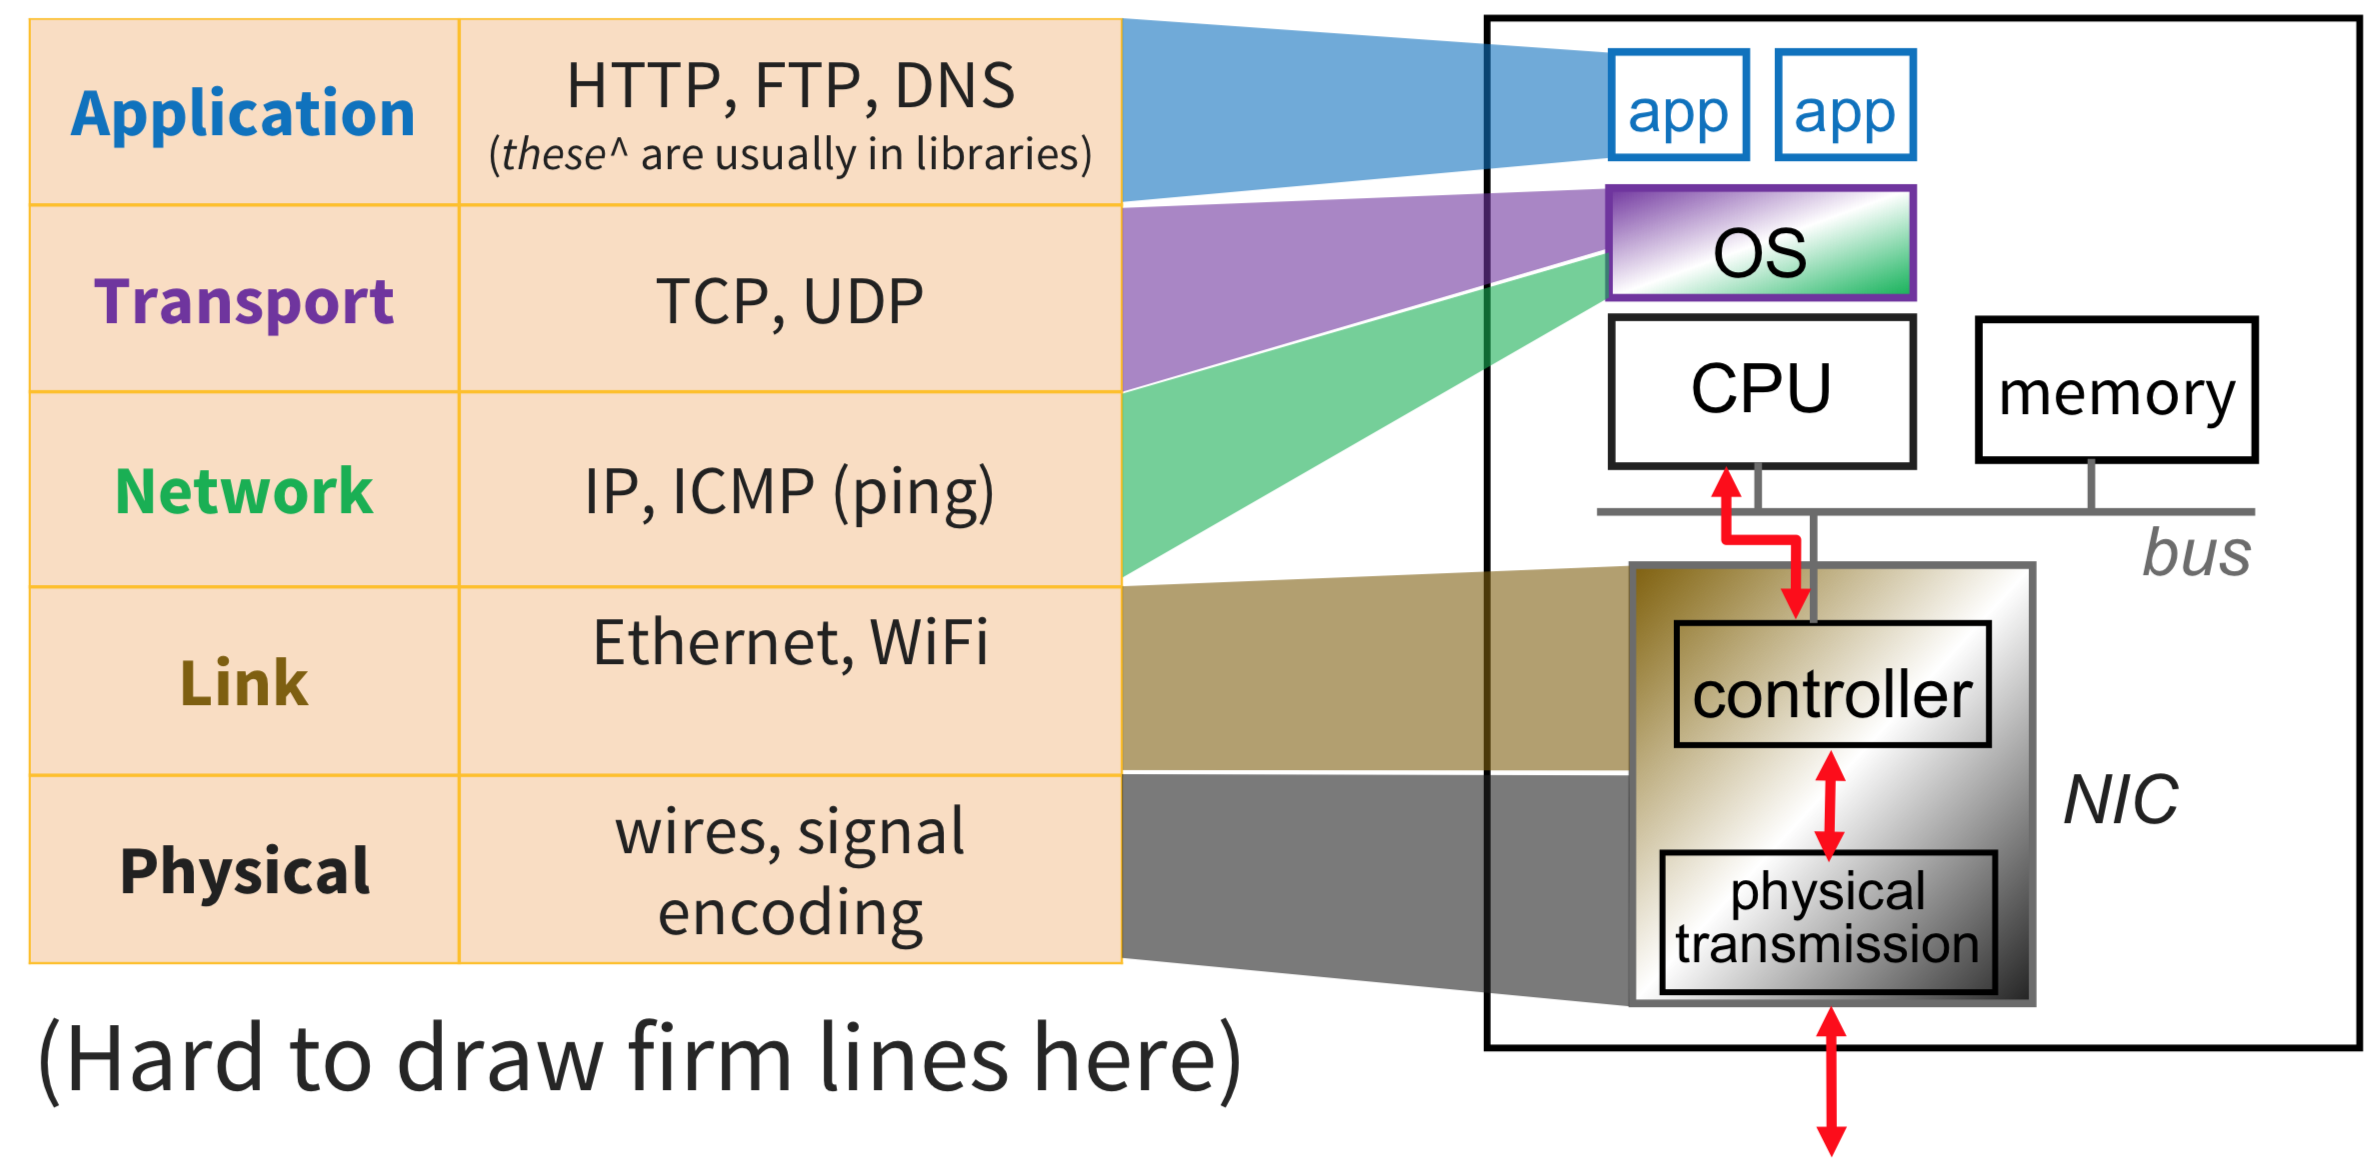 Application
HTTP, FTP, DNS
(these^ are usually in libraries)
Transport
TCP, UDP
Network
IP, ICMP (ping)
Link
Ethernet, WiFi
Physical
wires, signal
encoding
(Hard to draw firm lines here)
app
app
OS
CPU
memory
bus
controller
NIC
physical
transmission